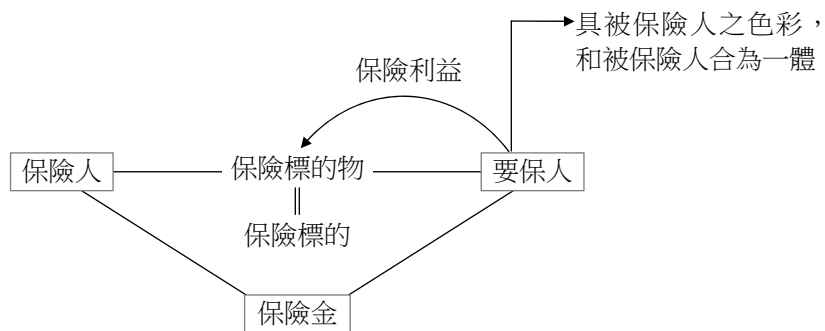 具被保險人之色彩，
和被保險人合為一體
保險利益
保險人
保險標的物
要保人
保險標的
保險金